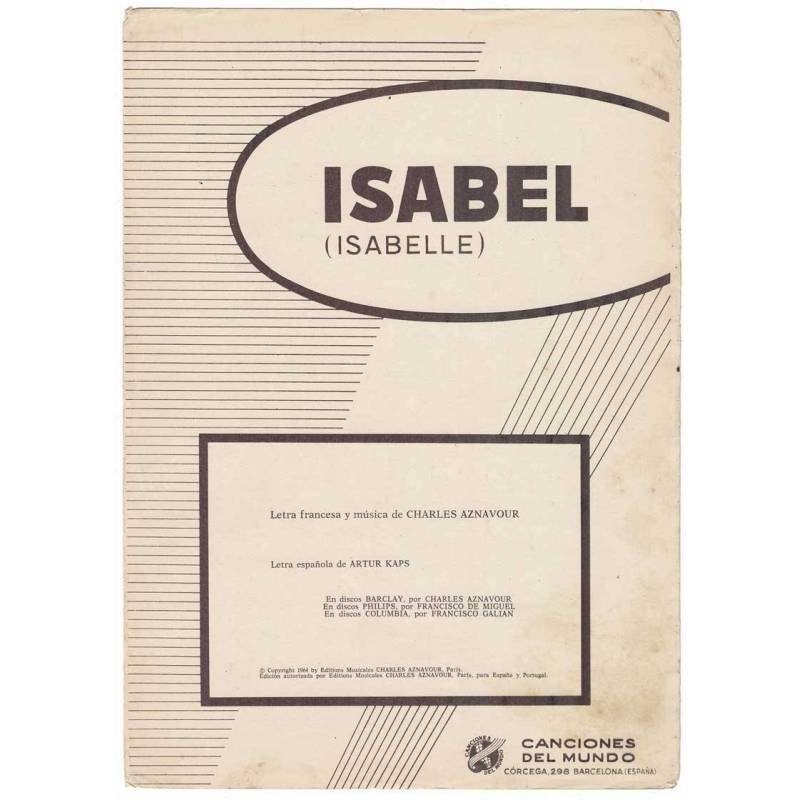 ISABEL
(ISABELLE)
Letra francesa y música de CHARLES AZNAVOUR
Letra española de ARTUR KAPS
En discos BARCLAY, por CHARLES AZNAVOUR
En discos PHILIPS, por FRANCISCO DE MIGUEL
En discos COLUMBIA, por FRANCISCO GALIAN
© Copyright 1964 by Editions Musicales CHARLES AZNAVOUR, París.
Edición autorizada por Editions Musicales CHARLES AZNAVOUR, París, para España y Portugal.
CANCIONES
DEL MUNDO
CANCIONES
DEL MUNDO
CÓRCEGA, 298 BARCELONA (ESPAÑA)